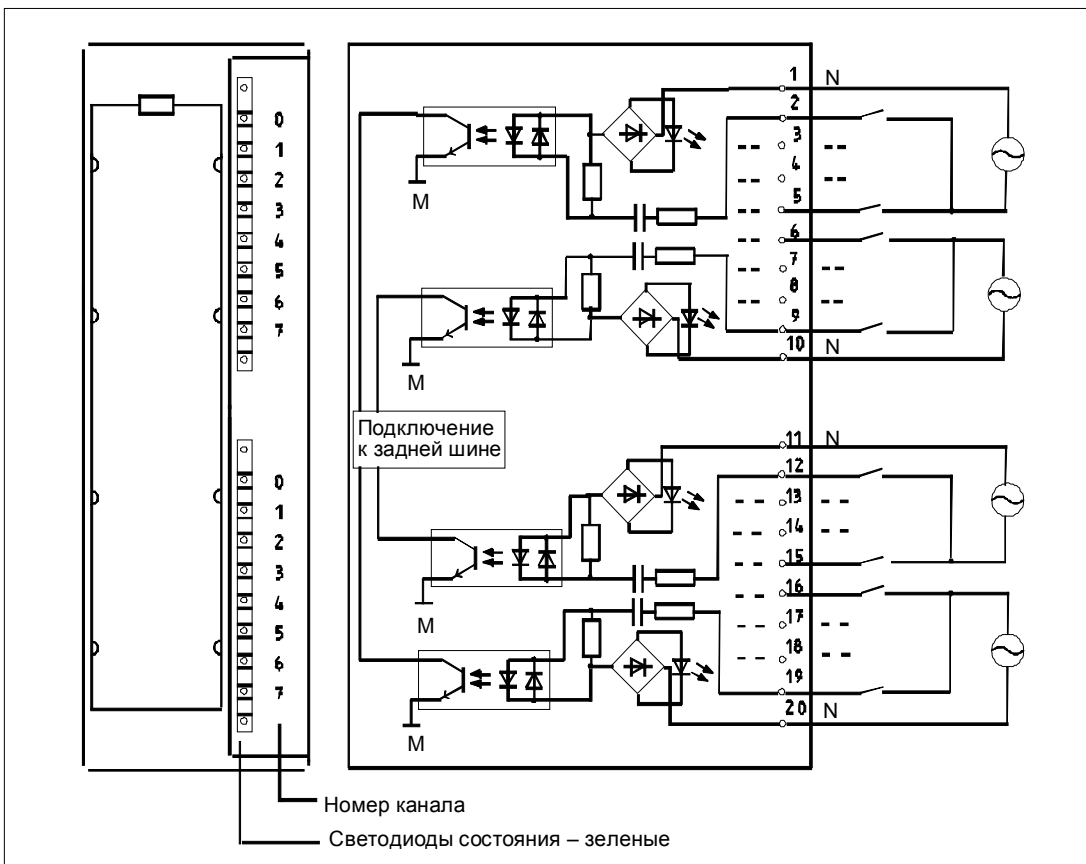 0
1
2
3
4
5
6
7
0
1
2
3
4
5
6
7
1 N
2
3
4
5
6
7
8
9
10 N
11 N
12
13
14
15
16
17
18
19
20 N
M
M
Подключение
к задней шине
M
M
Номер канала
Светодиоды состояния – зеленые